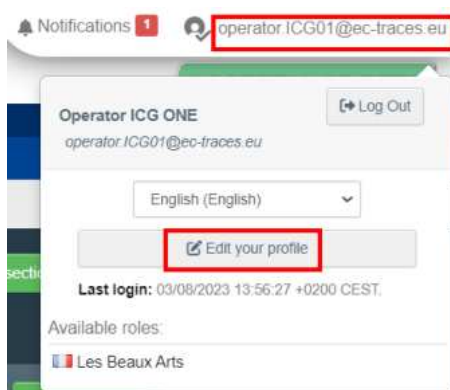 Notifications 1 operator.ICG01@ec-traces.eu
Operator ICG ONE
Log Out
operator.ICG01@ec-traces.eu
English (English)
Edit your profile
Last login: 03/08/2023 13:56:27 +0200 CEST.
Available roles:
Les Beaux Arts